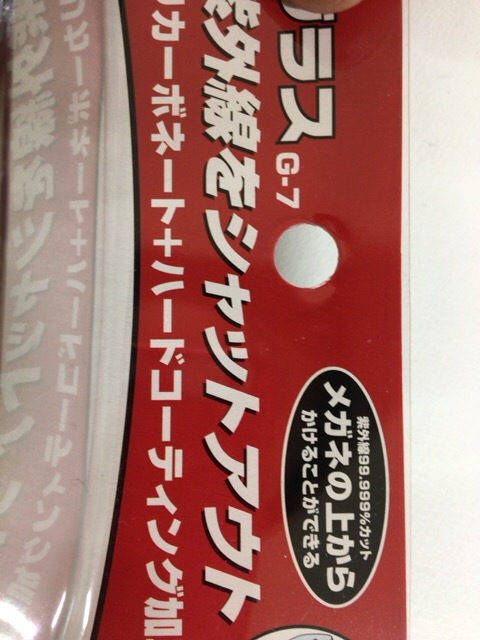 グラス G-7
紫外線をシャットアウト
カーボネート+ハードコーティング加
紫外線99.999%カット
メガネの上から
かけることができる